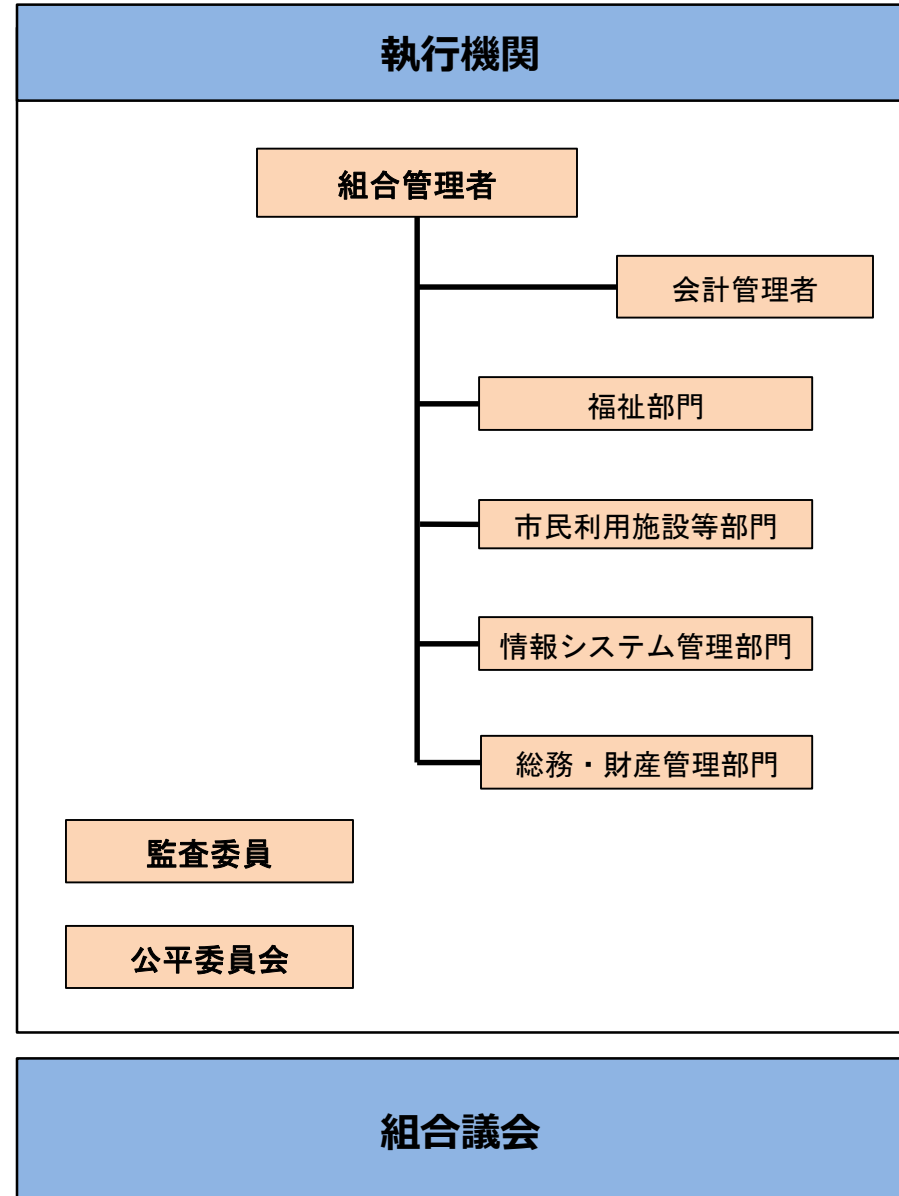 執行機関
組合管理者
会計管理者
福祉部門
市民利用施設等部門
情報システム管理部門
総務・財産管理部門
監査委員
公平委員会
組合議会